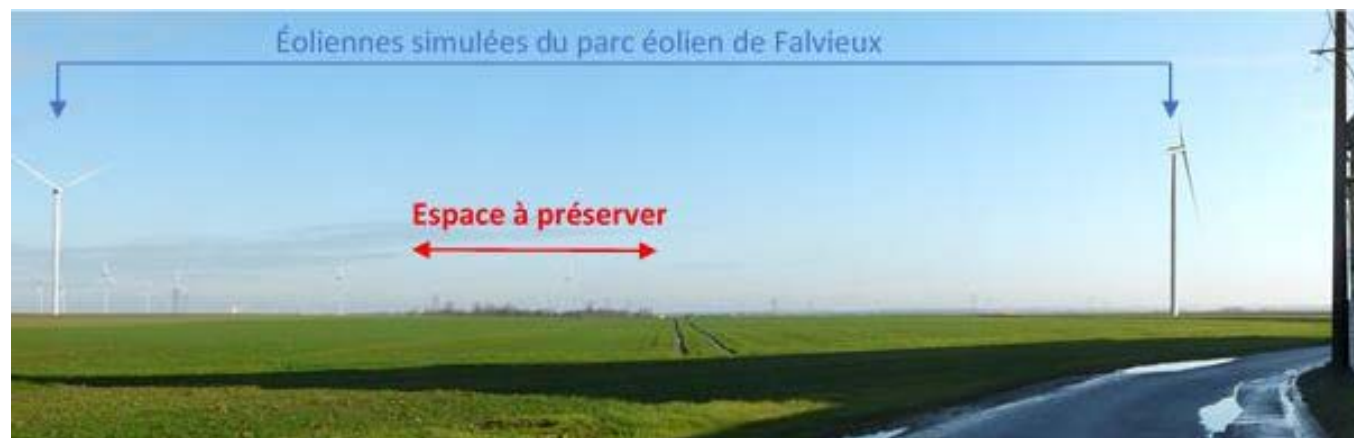 Éoliennes simulées du parc éolien de Falvieux
Espace à préserver